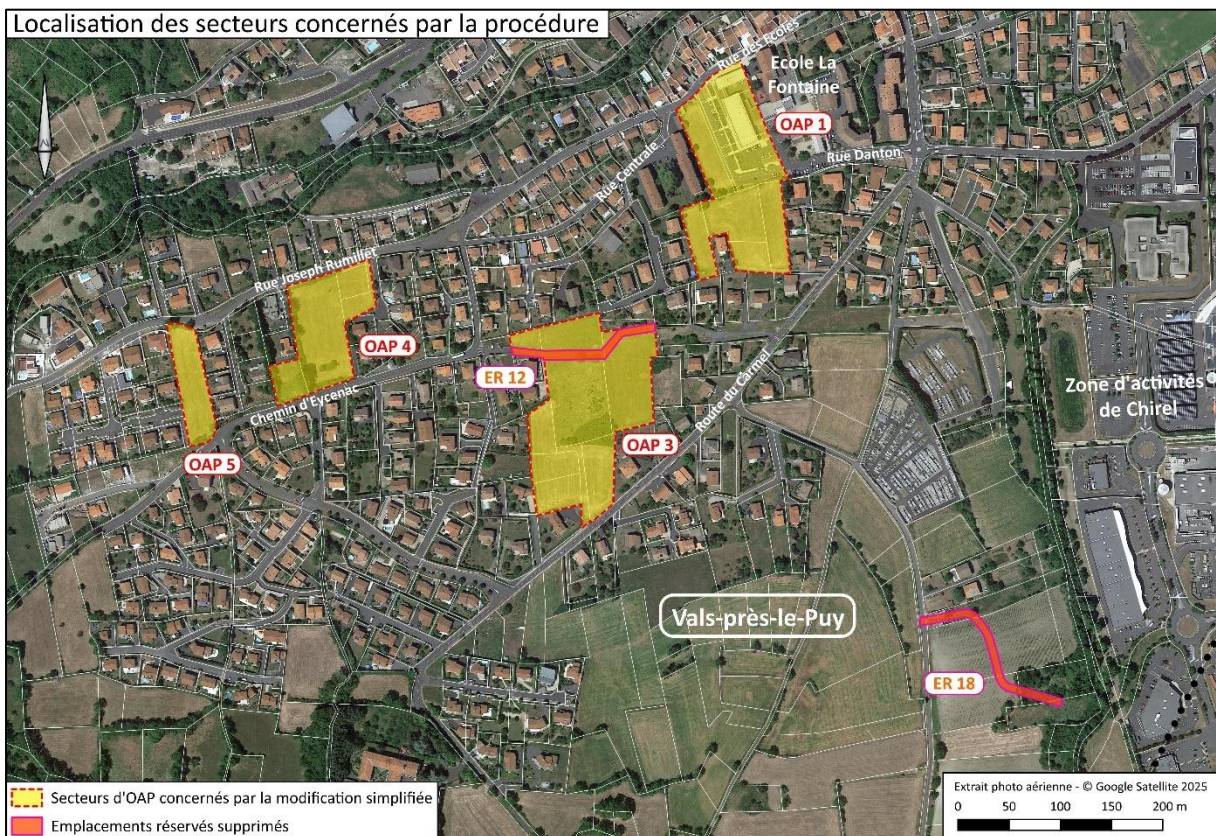 Localisation des secteurs concernés par la procédure
Rue des Ecoles
Ecole La
Fontaine
OAP 1
Rue Danton
Rue Centrale
N
Rue Joseph Rumillet
OAP 4
ER 12
Chemin d'Eycenac
Route du Carmel
Zone d'activités
de Chirel
OAP 3
OAP 5
Vals-près-le-Puy
ER 18
Secteurs d'OAP concernés par la modification simplifiée
Emplacements réservés supprimés
Extrait photo aérienne - © Google Satellite 2025
0 50 100 150 200 m